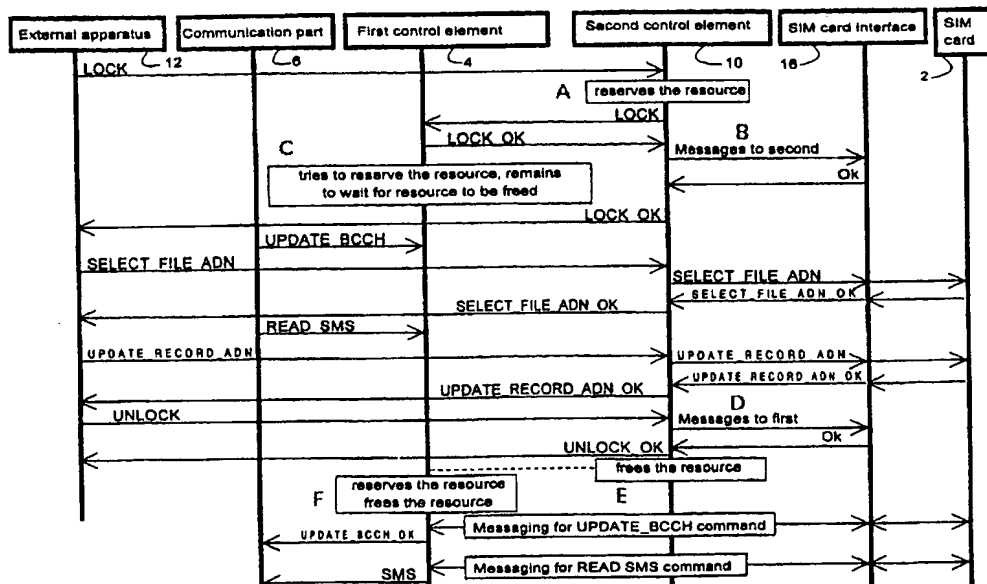 External apparatus Communication part First control element Second control element SIM card interface SIM card
12 6 4 10 16 2
LOCK
A reserves the resource
LOCK
LOCK_OK
B
Messages to second
C
tries to reserve the resource, remains
to wait for resource to be freed
Ok
LOCK_OK
UPDATE_BCCH
SELECT_FILE_ADN
SELECT_FILE_ADN
SELECT_FILE_ADN_OK
SELECT_FILE_ADN_OK
READ_SMS
UPDATE_RECORD_ADN
UPDATE_RECORD_ADN
UPDATE_RECORD_ADN_OK
UPDATE_RECORD_ADN_OK
D
UNLOCK
Messages to first
Ok
UNLOCK_OK
frees the resource
E
F
reserves the resource
frees the resource
Messaging for UPDATE_BCCH command
UPDATE_BCCH_OK
Messaging for READ SMS command
SMS